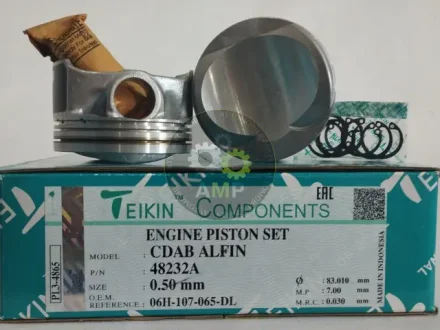 AMP
TEIKIN COMPONENTS
EAC
ENGINE PISTON SET
MODEL : CDAB ALFIN
P/N : 48232A
SIZE : 0.50 mm
O.E.M.
REFERENCE : 06H-107-065-DL
Ø : 83.010 mm
M.P : 7.00 mm
M.R.C. : 0.030 mm
P13-4865
MADE IN INDONESIA